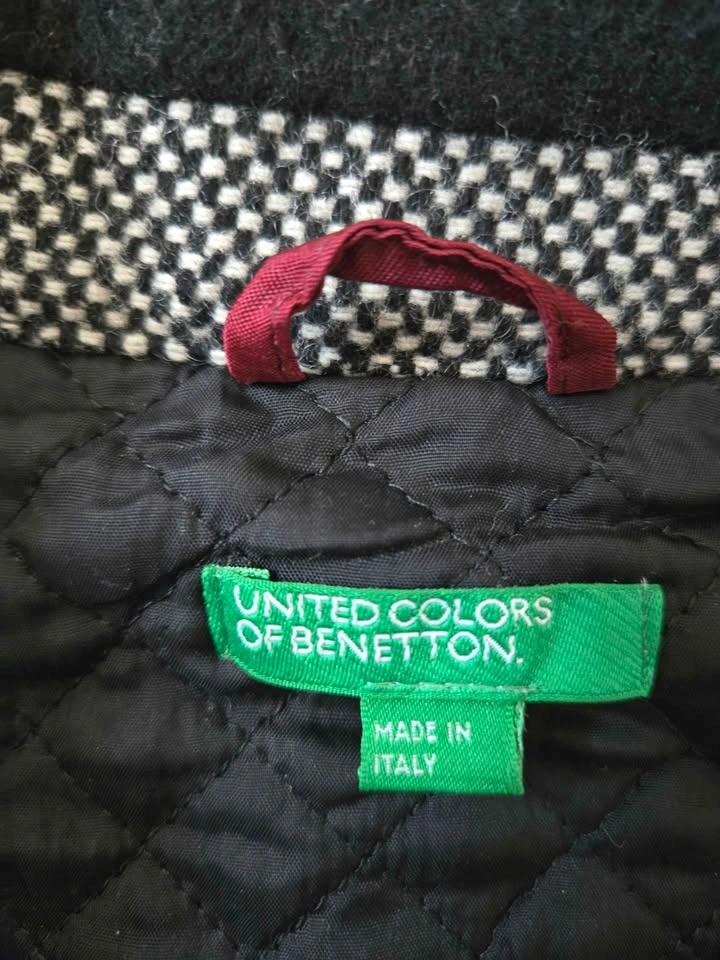 UNITED COLORS
OF BENETTON.
MADE IN
ITALY